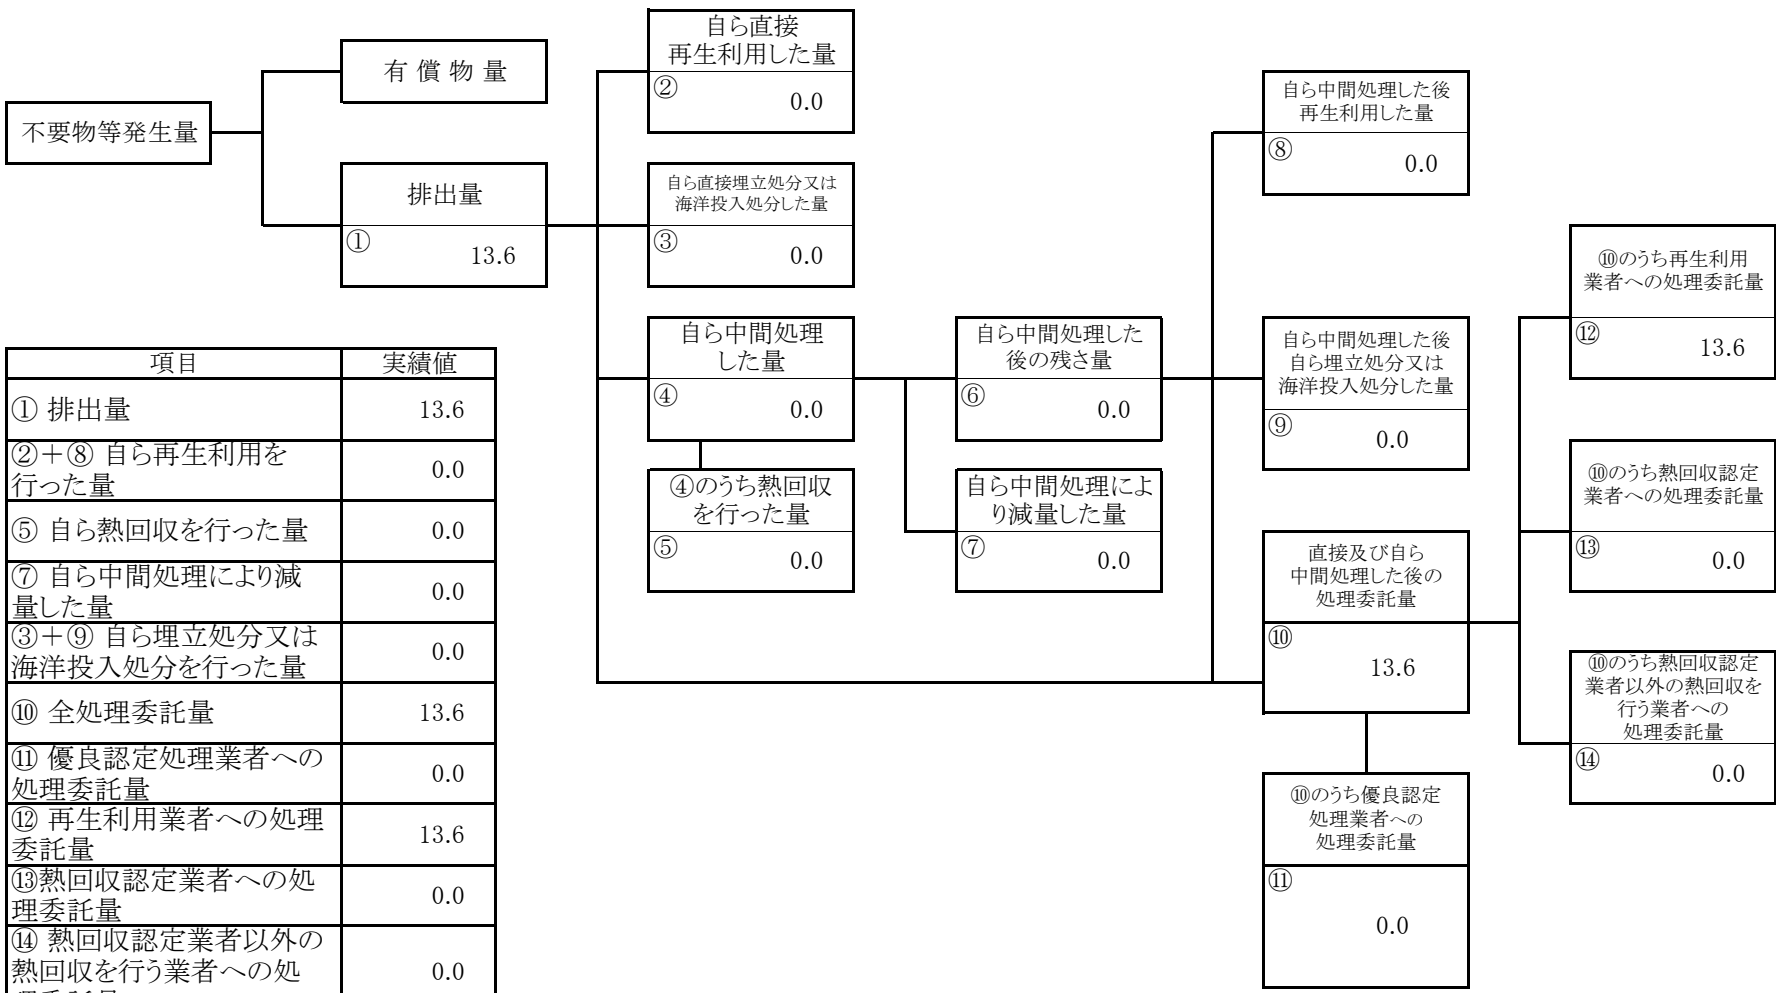 不要物等発生量
有 償 物 量
排出量
①
13.6
自ら直接
再生利用した量
②
0.0
自ら直接埋立処分又は
海洋投入処分した量
③
0.0
自ら中間処理
した量
④
0.0
④のうち熱回収
を行った量
⑤
0.0
自ら中間処理した
後の残さ量
⑥
0.0
自ら中間処理によ
り減量した量
⑦
0.0
自ら中間処理した後
再生利用した量
⑧
0.0
自ら中間処理した後
自ら埋立処分又は
海洋投入処分した量
⑨
0.0
直接及び自ら
中間処理した後の
処理委託量
⑩
13.6
⑩のうち優良認定
処理業者への
処理委託量
⑪
0.0
⑩のうち再生利用
業者への処理委託量
⑫
13.6
⑩のうち熱回収認定
業者への処理委託量
⑬
0.0
⑩のうち熱回収認定
業者以外の熱回収を
行う業者への
処理委託量
⑭
0.0
項目 実績値
① 排出量 13.6
②＋⑧ 自ら再生利用を
行った量 0.0
⑤ 自ら熱回収を行った量 0.0
⑦ 自ら中間処理により減
量した量 0.0
③＋⑨ 自ら埋立処分又は
海洋投入処分を行った量 0.0
⑩ 全処理委託量 13.6
⑪ 優良認定処理業者への
処理委託量 0.0
⑫ 再生利用業者への処理
委託量 13.6
⑬熱回収認定業者への処
理委託量 0.0
⑭ 熱回収認定業者以外の
熱回収を行う業者への処 0.0